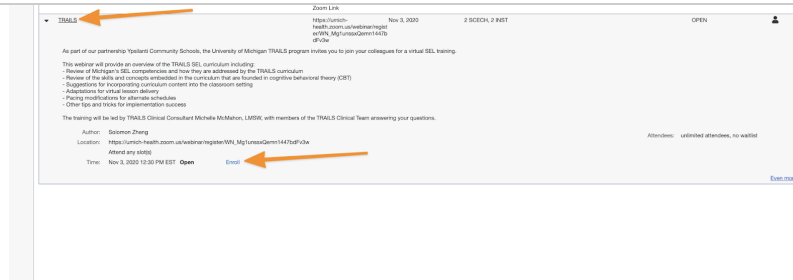 Zoom Link
TRAILS https://umich- Nov 3, 2020 2 SCECH, 2 INST OPEN
health.zoom.us/webinar/regist
er/WN_Mg1unssxQemn1447b
dFv3w
As part of our partnership Ypsilanti Community Schools, the University of Michigan TRAILS program invites you to join your colleagues for a virtual SEL training.
This webinar will provide an overview of the TRAILS SEL curriculum including:
- Review of Michigan's SEL competencies and how they are addressed by the TRAILS curriculum
- Review of the skills and concepts embedded in the curriculum that are founded in cognitive behavioral theory (CBT)
- Suggestions for incorporating curriculum content into the classroom setting
- Adaptations for virtual lesson delivery
- Pacing modifications for alternate schedules
- Other tips and tricks for implementation success
The training will be led by TRAILS Clinical Consultant Michelle McMahon, LMSW, with members of the TRAILS Clinical Team answering your questions.
Author: Solomon Zheng
Attendees: unlimited attendees, no waitlist
Location: https://umich-health.zoom.us/webinar/register/WN_Mg1unssxQemn1447bdFv3w
Attend any slot(s)
Time: Nov 3, 2020 12:30 PM EST Open Enroll
Even mor